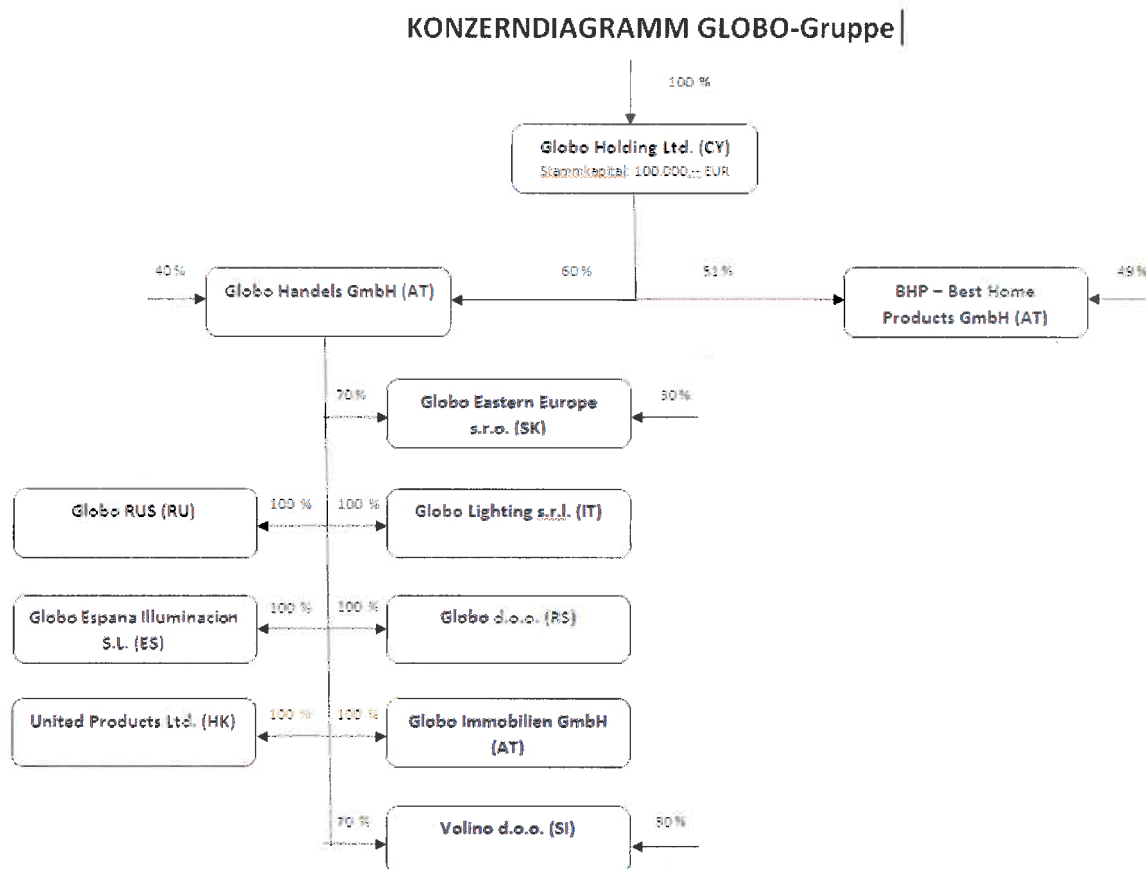 KONZERNDIAGRAMM GLOBO-Gruppe
100 %
Globo Holding Ltd. (CY)
Stammkapital: 100.000,-- EUR
40 %
Globo Handels GmbH (AT)
60 %
51 %
BHP – Best Home
Products GmbH (AT)
49 %
70 %
Globo Eastern Europe
s.r.o. (SK)
30 %
Globo RUS (RU)
100 %
100 %
Globo Lighting s.r.l. (IT)
Globo Espana Illuminacion
S.L. (ES)
100 %
100 %
Globo d.o.o. (RS)
United Products Ltd. (HK)
100 %
100 %
Globo Immobilien GmbH
(AT)
70 %
Volino d.o.o. (SI)
30 %